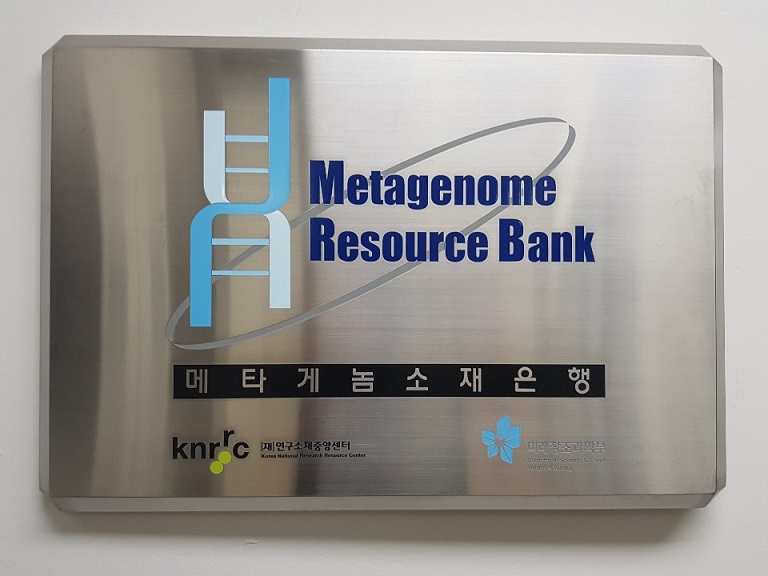 Metagenome
Resource Bank
메타게놈소재은행
knrrc
[재]연구소재중앙센터
Korea National Research Resource Center
미래창조과학부